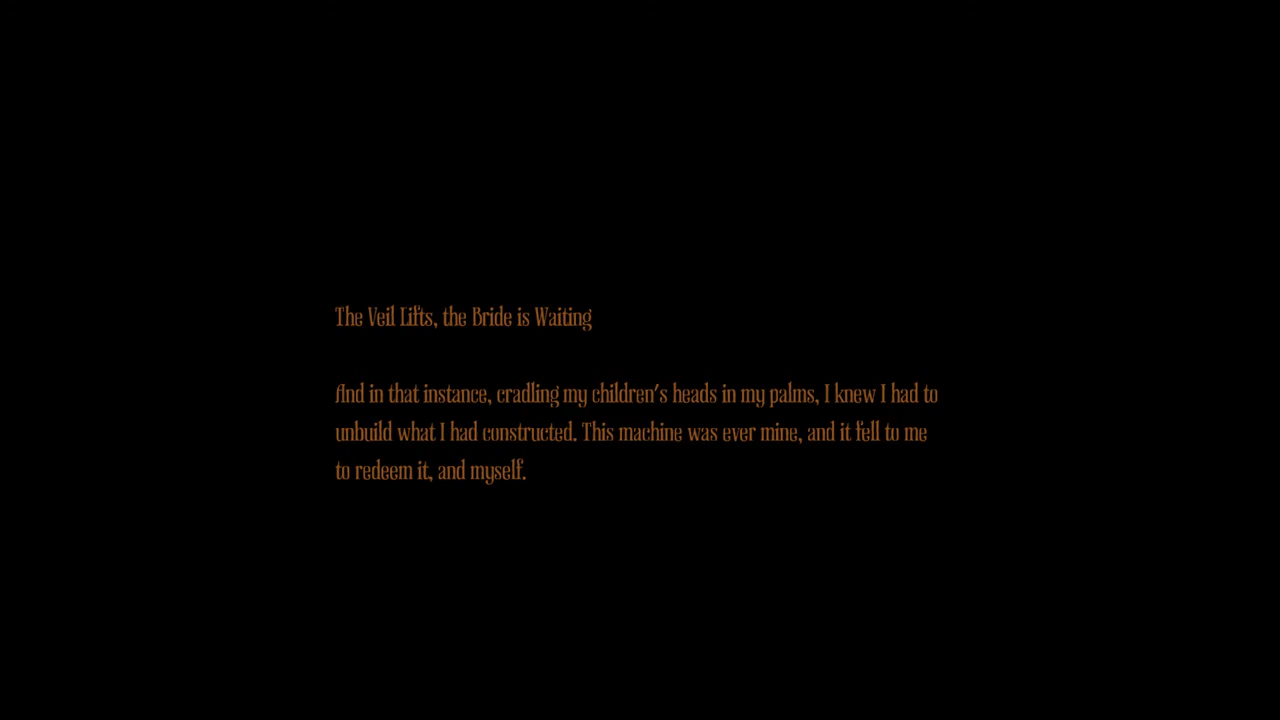 The Veil Lifts, the Bride is Waiting
And in that instance, cradling my children's heads in my palms, I knew I had to
unbuild what I had constructed. This machine was ever mine, and it fell to me
to redeem it, and myself.